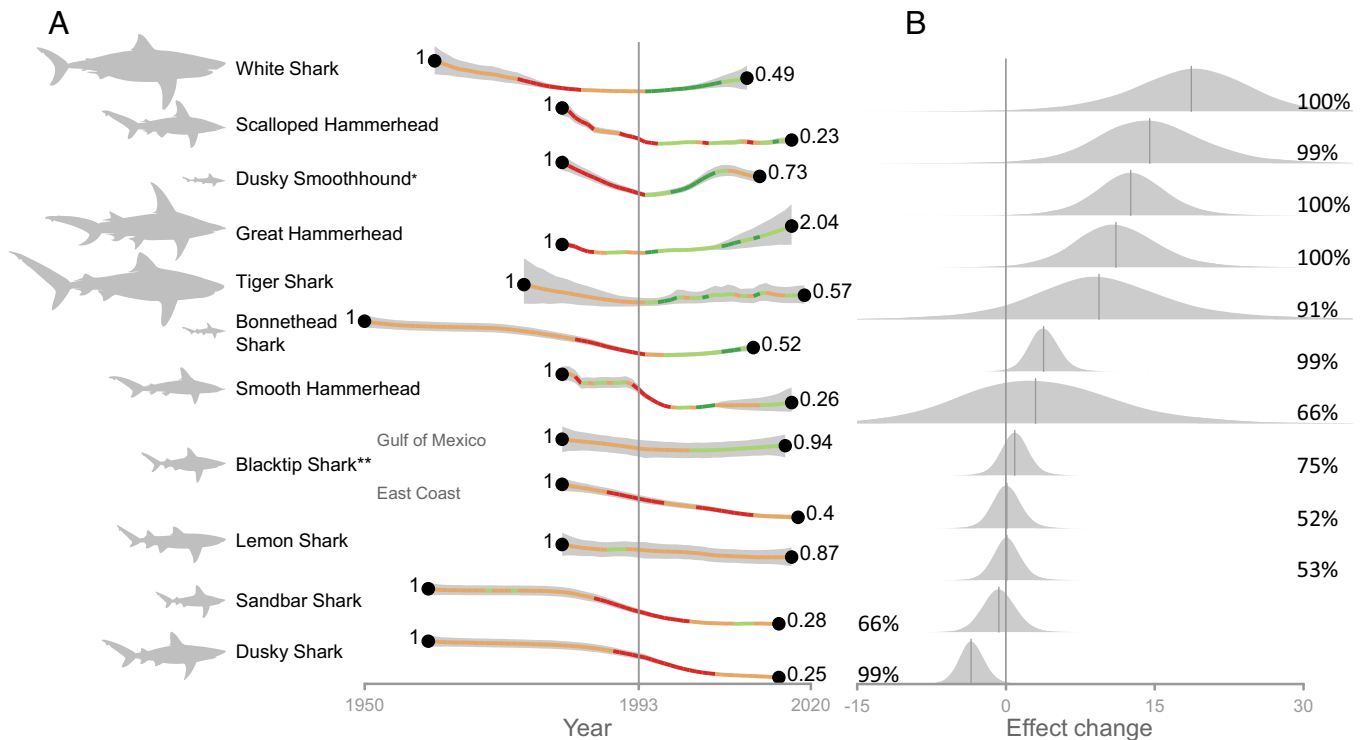 A
B
White Shark
1
0.49
100%
Scalloped Hammerhead
1
0.23
99%
Dusky Smoothhound*
1
0.73
100%
Great Hammerhead
1
2.04
100%
Tiger Shark
1
0.57
91%
Bonnethead
Shark
1
0.52
99%
Smooth Hammerhead
1
0.26
66%
Blacktip Shark**
Gulf of Mexico
1
0.94
75%
East Coast
1
0.4
52%
Lemon Shark
1
0.87
53%
Sandbar Shark
1
0.28
66%
Dusky Shark
1
0.25
99%
1950
1993
2020
Year
-15
0
15
30
Effect change